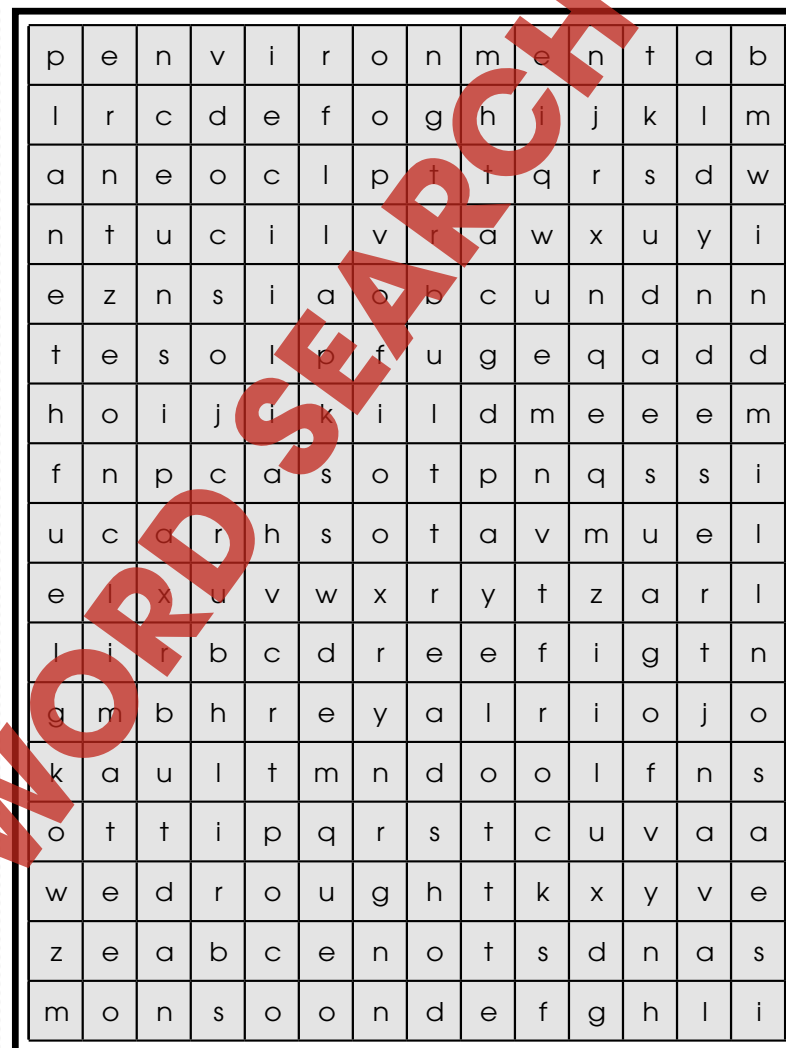 p e n v i r o n m e n t a b
l r c d e f o g h i j k l m
a n e o c l p t t q r s d w
n t u c i l v r a w x u y i
e z n s i a o b c u n d n n
t e s o l p f u g e q a d d
h o i j i k i l d m e e e m
f n p c a s o t p n q s s i
u c a r h s o t a v m u e l
e l x u v w x r y t z a r l
l i r b c d r e e f i g t n
g m b h r e y a l r i o j o
k a u l t m n d o o l f n s
o t t i p q r s t c u v a a
w e d r o u g h t k x y v e
z e a b c e n o t s d n a s
m o n s o o n d e f g h l i
WORD SEARCH